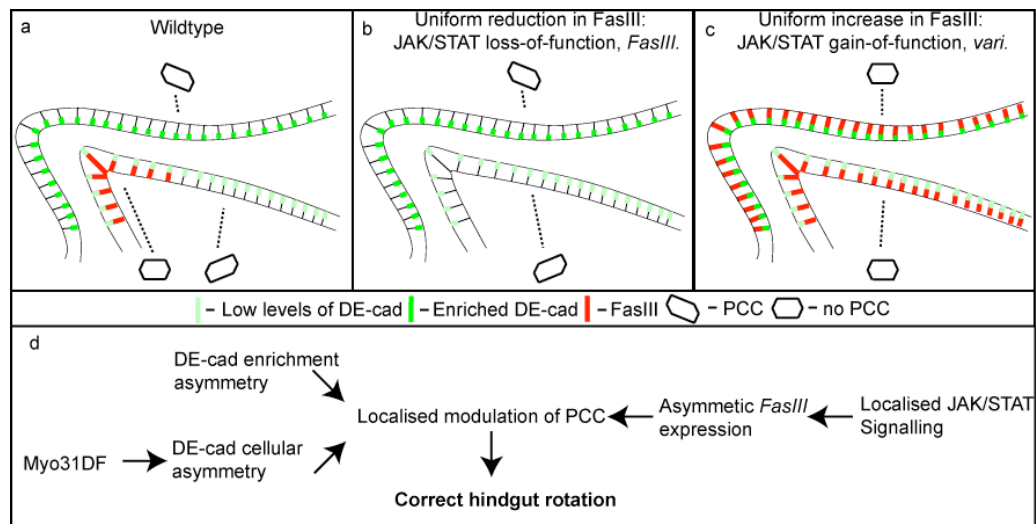 a
Wildtype
b
Uniform reduction in FasIII:
JAK/STAT loss-of-function, FasIII.
c
Uniform increase in FasIII:
JAK/STAT gain-of-function, vari.
– Low levels of DE-cad – Enriched DE-cad – FasIII – PCC – no PCC
d
DE-cad enrichment
asymmetry
Localised modulation of PCC
Asymmetic FasIII
expression
Localised JAK/STAT
Signalling
Myo31DF
DE-cad cellular
asymmetry
Correct hindgut rotation